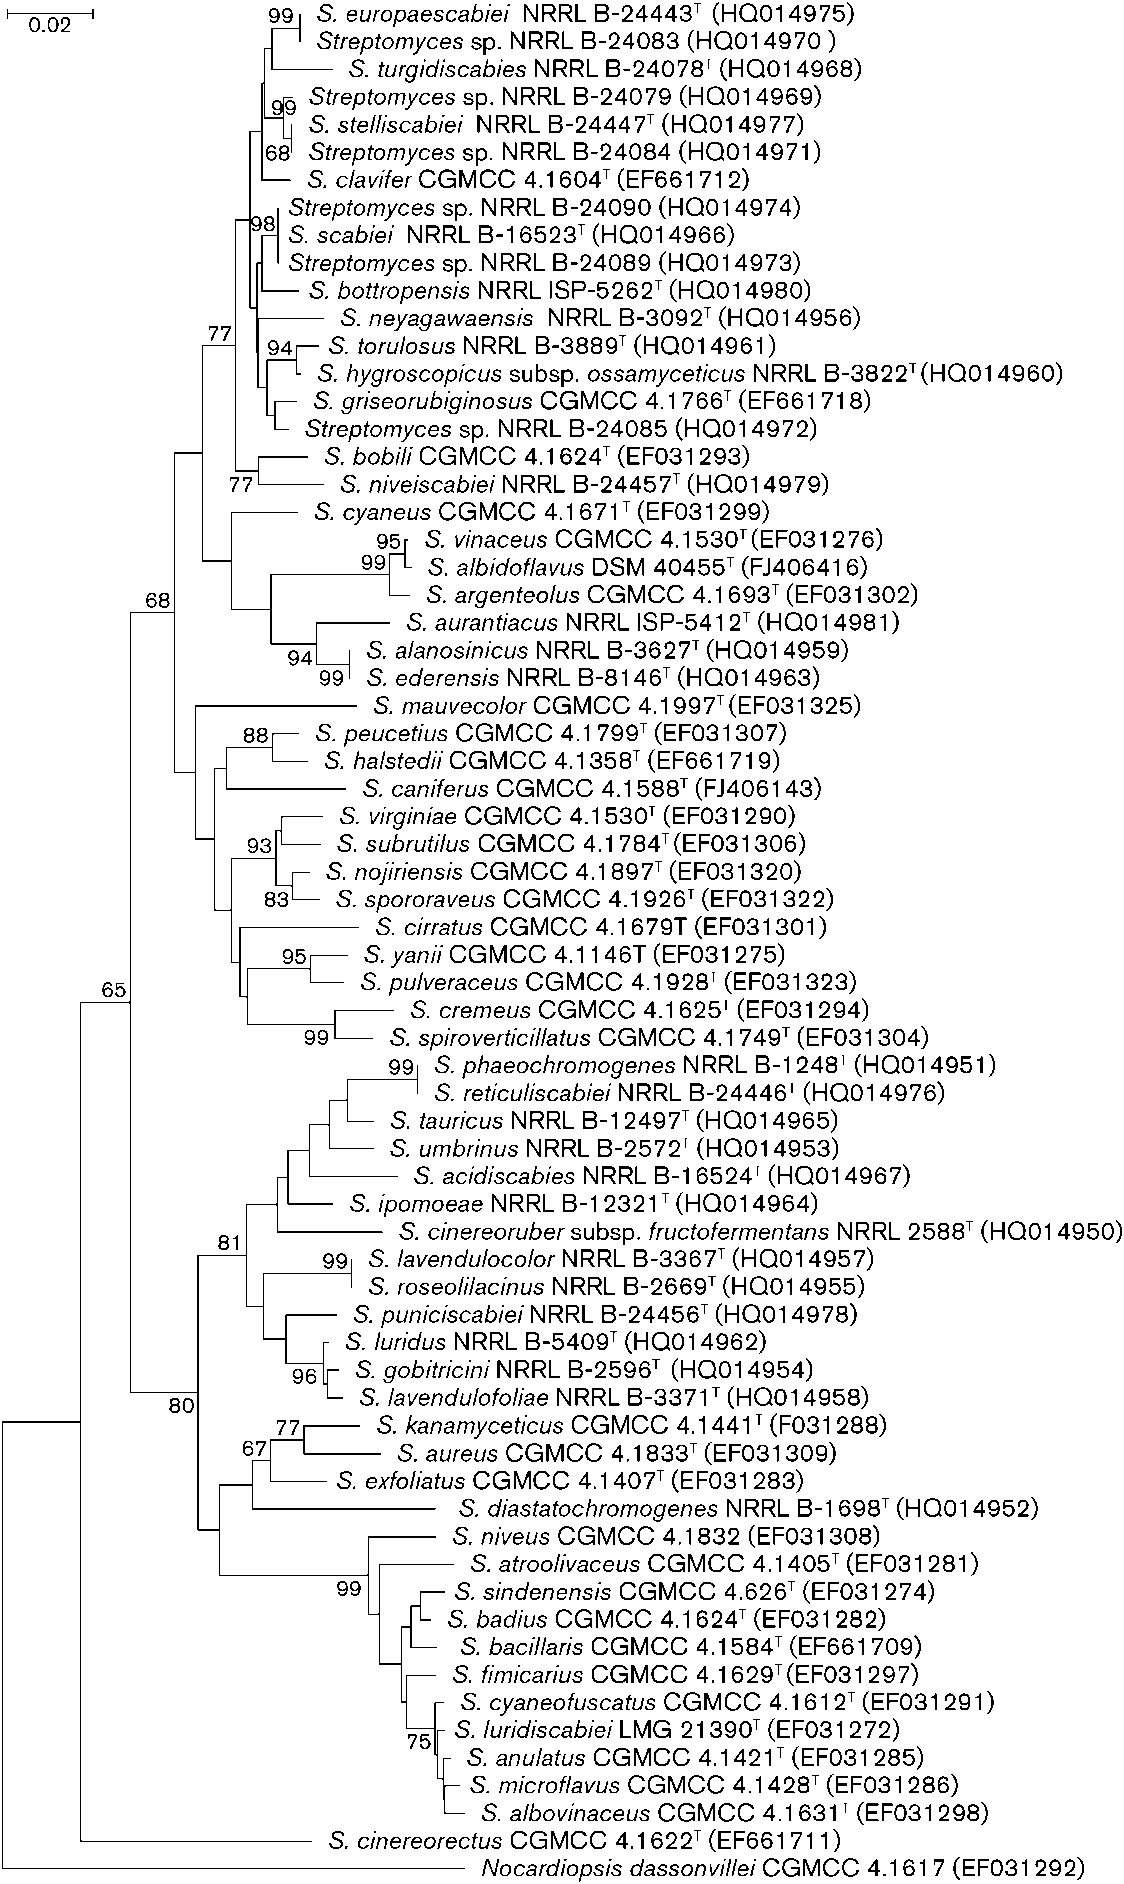 0.02
99
S. europaescabiei NRRL B-24443ᵀ (HQ014975)
Streptomyces sp. NRRL B-24083 (HQ014970 )
S. turgidiscabies NRRL B-24078ᵀ (HQ014968)
Streptomyces sp. NRRL B-24079 (HQ014969)
99
S. stelliscabiei NRRL B-24447ᵀ (HQ014977)
68
Streptomyces sp. NRRL B-24084 (HQ014971)
S. clavifer CGMCC 4.1604ᵀ (EF661712)
Streptomyces sp. NRRL B-24090 (HQ014974)
98
S. scabiei NRRL B-16523ᵀ (HQ014966)
Streptomyces sp. NRRL B-24089 (HQ014973)
S. bottropensis NRRL ISP-5262ᵀ (HQ014980)
S. neyagawaensis NRRL B-3092ᵀ (HQ014956)
77
94
S. torulosus NRRL B-3889ᵀ (HQ014961)
S. hygroscopicus subsp. ossamyceticus NRRL B-3822ᵀ(HQ014960)
S. griseorubiginosus CGMCC 4.1766ᵀ (EF661718)
Streptomyces sp. NRRL B-24085 (HQ014972)
S. bobili CGMCC 4.1624ᵀ (EF031293)
77
S. niveiscabiei NRRL B-24457ᵀ (HQ014979)
S. cyaneus CGMCC 4.1671ᵀ (EF031299)
95
S. vinaceus CGMCC 4.1530ᵀ(EF031276)
99
S. albidoflavus DSM 40455ᵀ (FJ406416)
S. argenteolus CGMCC 4.1693ᵀ (EF031302)
68
S. aurantiacus NRRL ISP-5412ᵀ (HQ014981)
94
S. alanosinicus NRRL B-3627ᵀ (HQ014959)
99
S. ederensis NRRL B-8146ᵀ (HQ014963)
S. mauvecolor CGMCC 4.1997ᵀ(EF031325)
88
S. peucetius CGMCC 4.1799ᵀ (EF031307)
S. halstedii CGMCC 4.1358ᵀ (EF661719)
S. caniferus CGMCC 4.1588ᵀ (FJ406143)
S. virginiae CGMCC 4.1530ᵀ (EF031290)
93
S. subrutilus CGMCC 4.1784ᵀ(EF031306)
S. nojiriensis CGMCC 4.1897ᵀ (EF031320)
83
S. spororaveus CGMCC 4.1926ᵀ (EF031322)
S. cirratus CGMCC 4.1679T (EF031301)
95
S. yanii CGMCC 4.1146T (EF031275)
S. pulveraceus CGMCC 4.1928ᵀ (EF031323)
65
S. cremeus CGMCC 4.1625ᵀ (EF031294)
99
S. spiroverticillatus CGMCC 4.1749ᵀ (EF031304)
99
S. phaeochromogenes NRRL B-1248ᵀ (HQ014951)
S. reticuliscabiei NRRL B-24446ᵀ (HQ014976)
S. tauricus NRRL B-12497ᵀ (HQ014965)
S. umbrinus NRRL B-2572ᵀ (HQ014953)
S. acidiscabies NRRL B-16524ᵀ (HQ014967)
S. ipomoeae NRRL B-12321ᵀ (HQ014964)
S. cinereoruber subsp. fructofermentans NRRL 2588ᵀ (HQ014950)
81
99
S. lavendulocolor NRRL B-3367ᵀ (HQ014957)
S. roseolilacinus NRRL B-2669ᵀ (HQ014955)
S. puniciscabiei NRRL B-24456ᵀ (HQ014978)
S. luridus NRRL B-5409ᵀ (HQ014962)
96
S. gobitricini NRRL B-2596ᵀ (HQ014954)
S. lavendulofoliae NRRL B-3371ᵀ (HQ014958)
80
77
S. kanamyceticus CGMCC 4.1441ᵀ (F031288)
67
S. aureus CGMCC 4.1833ᵀ (EF031309)
S. exfoliatus CGMCC 4.1407ᵀ (EF031283)
S. diastatochromogenes NRRL B-1698ᵀ (HQ014952)
S. niveus CGMCC 4.1832 (EF031308)
S. atroolivaceus CGMCC 4.1405ᵀ (EF031281)
99
S. sindenensis CGMCC 4.626ᵀ (EF031274)
S. badius CGMCC 4.1624ᵀ (EF031282)
S. bacillaris CGMCC 4.1584ᵀ (EF661709)
S. fimicarius CGMCC 4.1629ᵀ(EF031297)
S. cyaneofuscatus CGMCC 4.1612ᵀ (EF031291)
S. luridiscabiei LMG 21390ᵀ (EF031272)
75
S. anulatus CGMCC 4.1421ᵀ (EF031285)
S. microflavus CGMCC 4.1428ᵀ (EF031286)
S. albovinaceus CGMCC 4.1631ᵀ (EF031298)
S. cinereorectus CGMCC 4.1622ᵀ (EF661711)
Nocardiopsis dassonvillei CGMCC 4.1617 (EF031292)